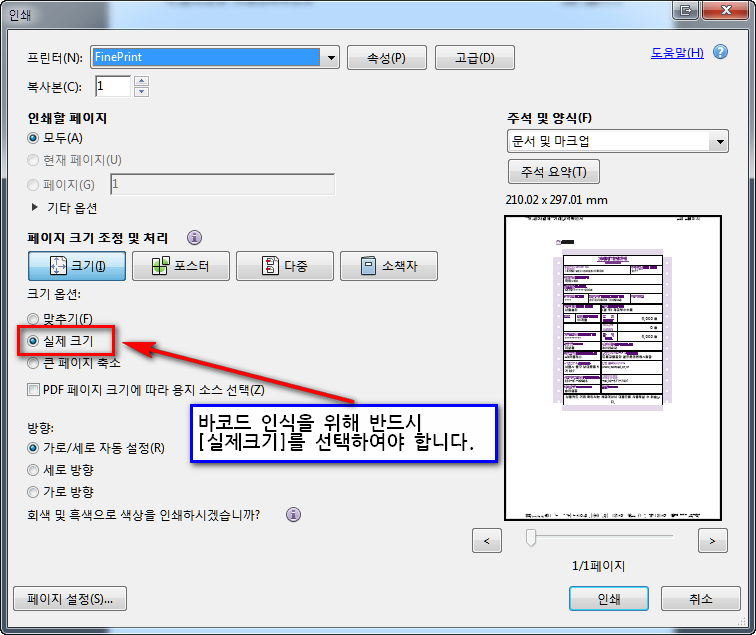 인쇄
프린터(N): FinePrint 속성(P) 고급(D) 도움말(H)
복사본(C): 1
인쇄할 페이지
모두(A)
현재 페이지(U)
페이지(G) 1
기타 옵션
주석 및 양식(F)
문서 및 마크업
주석 요약(T)
210.02 x 297.01 mm
페이지 크기 조정 및 처리
크기(I) 포스터 다중 소책자
크기 옵션:
맞추기(F)
실제 크기
큰 페이지 축소
PDF 페이지 크기에 따라 용지 소스 선택(Z)
바코드 인식을 위해 반드시
[실제크기]를 선택하여야 합니다.
방향:
가로/세로 자동 설정(R)
세로 방향
가로 방향
회색 및 흑색으로 색상을 인쇄하시겠습니까?
< >
1/1페이지
페이지 설정(S)... 인쇄 취소